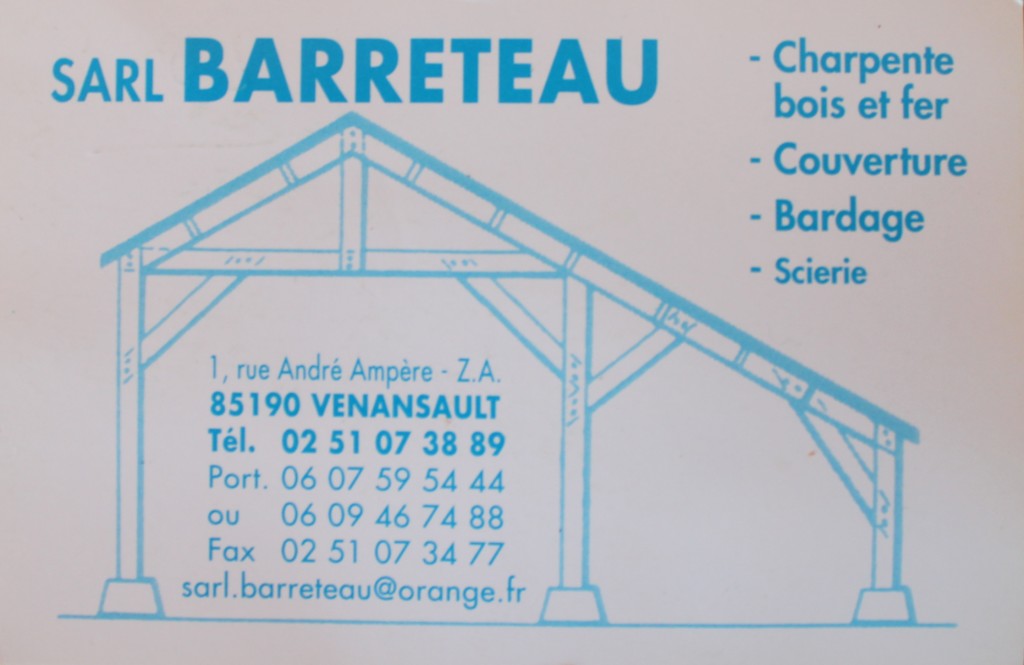 SARL BARRETEAU
- Charpente
bois et fer
- Couverture
- Bardage
- Scierie
1, rue André Ampère - Z.A.
85190 VENANSAULT
Tél. 02 51 07 38 89
Port. 06 07 59 54 44
ou 06 09 46 74 88
Fax 02 51 07 34 77
sarl.barreteau@orange.fr